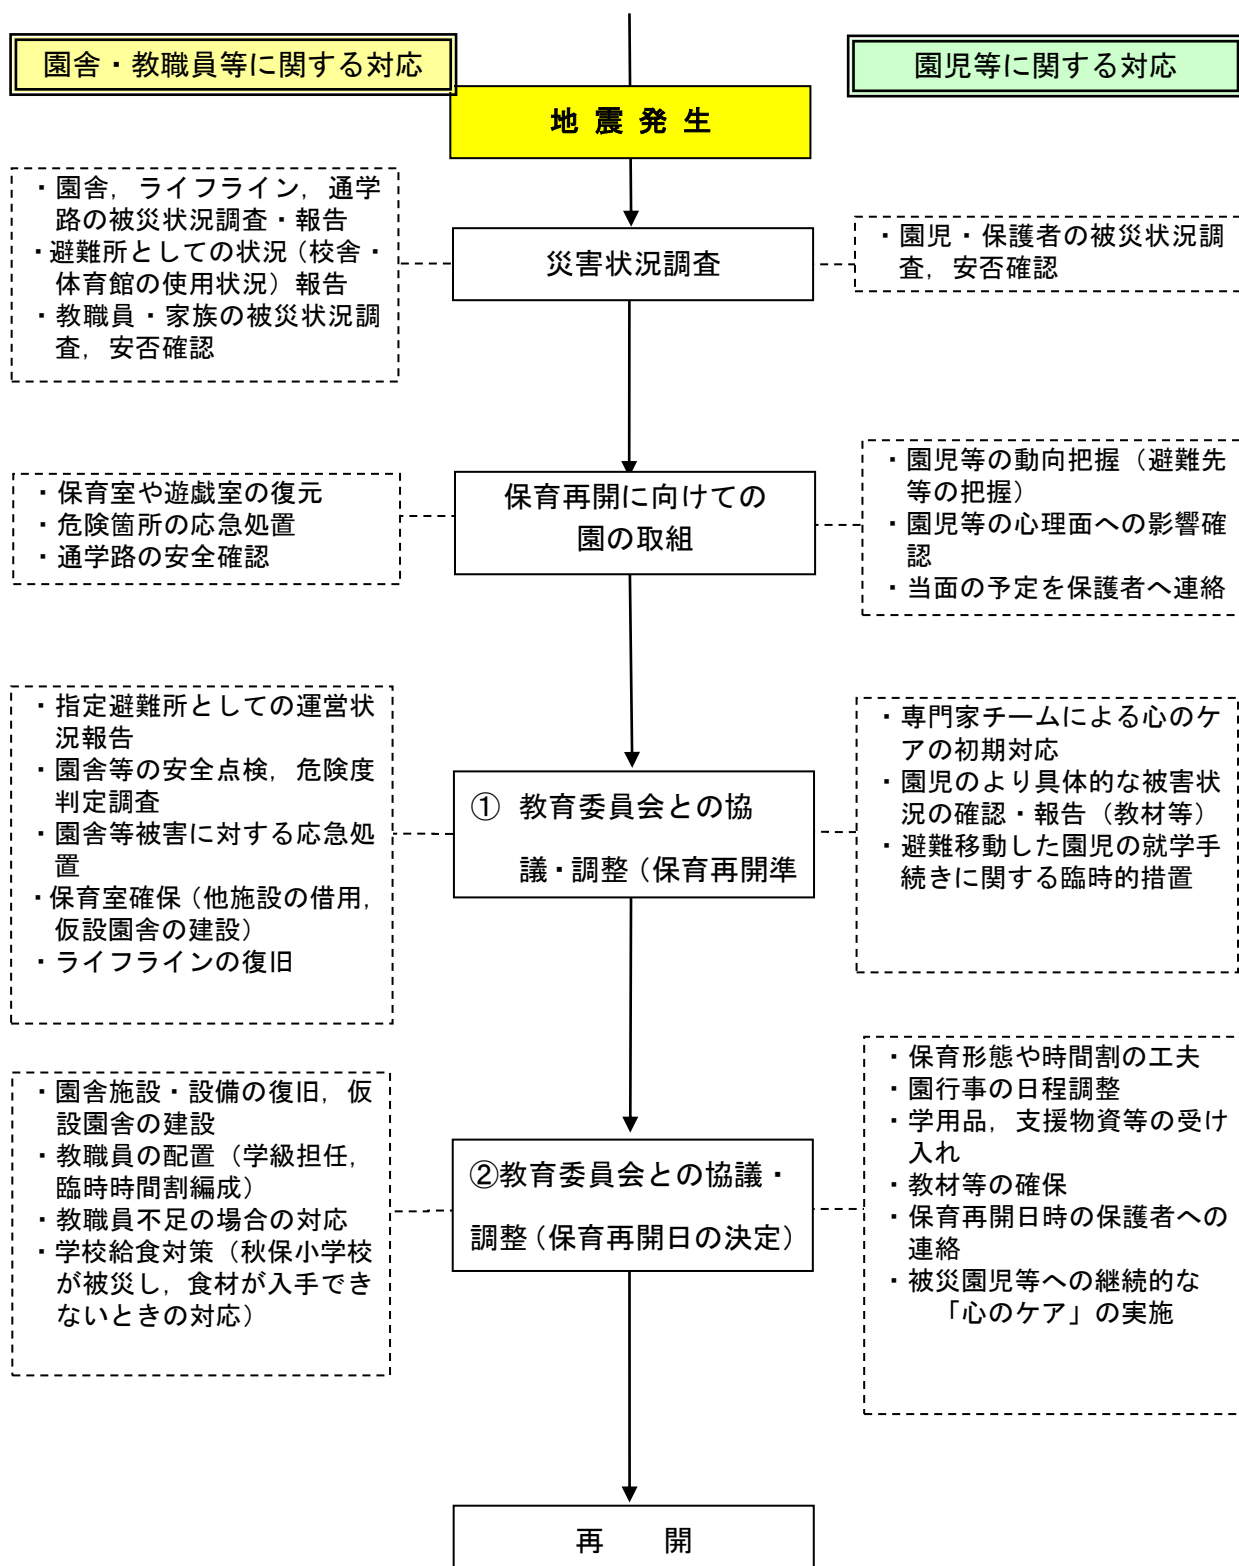 園舎・教職員等に関する対応
園児等に関する対応
地震発生
・園舎，ライフライン，通学
路の被災状況調査・報告
・避難所としての状況（校舎・
体育館の使用状況）報告
・教職員・家族の被災状況調
査，安否確認
災害状況調査
・園児・保護者の被災状況調
査，安否確認
・保育室や遊戯室の復元
・危険箇所の応急処置
・通学路の安全確認
保育再開に向けての
園の取組
・園児等の動向把握（避難先
等の把握）
・園児等の心理面への影響確
認
・当面の予定を保護者へ連絡
・指定避難所としての運営状
況報告
・園舎等の安全点検，危険度
判定調査
・園舎等被害に対する応急処
置
・保育室確保（他施設の借用，
仮設園舎の建設）
・ライフラインの復旧
① 教育委員会との協
議・調整（保育再開準
・専門家チームによる心のケ
アの初期対応
・園児のより具体的な被害状
況の確認・報告（教材等）
・避難移動した園児の就学手
続きに関する臨時的措置
・園舎施設・設備の復旧，仮
設園舎の建設
・教職員の配置（学級担任，
臨時時間割編成）
・教職員不足の場合の対応
・学校給食対策（秋保小学校
が被災し，食材が入手でき
ないときの対応）
②教育委員会との協議・
調整（保育再開日の決定）
・保育形態や時間割の工夫
・園行事の日程調整
・学用品，支援物資等の受け
入れ
・教材等の確保
・保育再開日時の保護者への
連絡
・被災園児等への継続的な
「心のケア」の実施
再　開